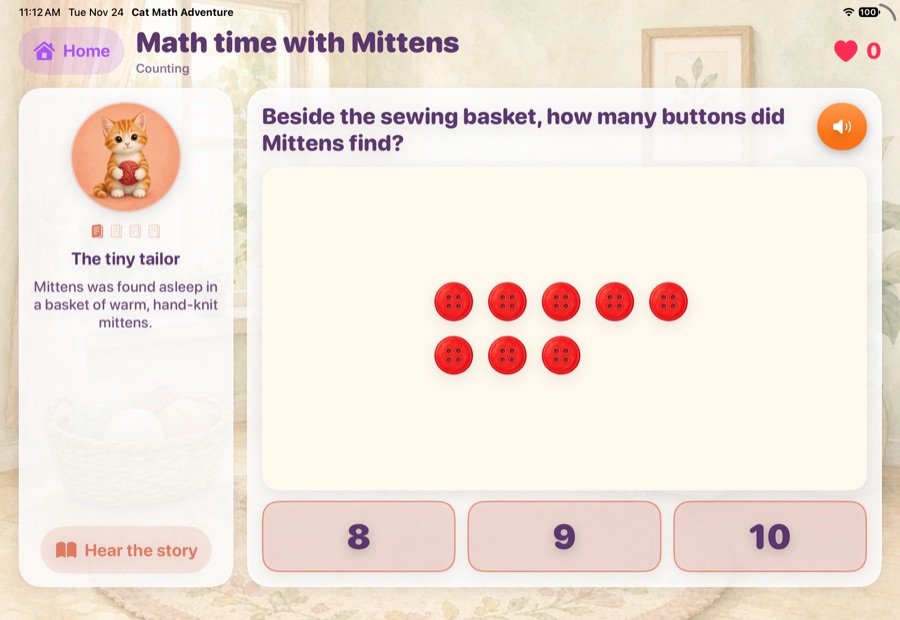 11:12 AM Tue Nov 24 Cat Math Adventure
100
Home
Math time with Mittens
Counting
0
The tiny tailor
Mittens was found asleep in
a basket of warm, hand-knit
mittens.
Hear the story
Beside the sewing basket, how many buttons did
Mittens find?
8
9
10